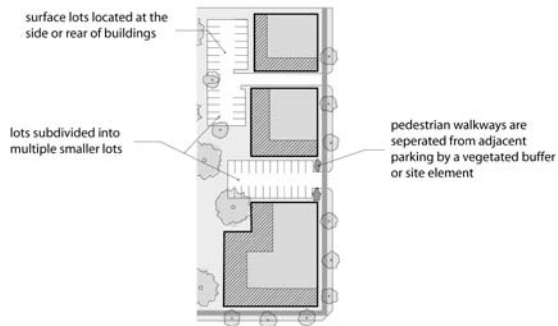 surface lots located at the
side or rear of buildings
lots subdivided into
multiple smaller lots
pedestrian walkways are
seperated from adjacent
parking by a vegetated buffer
or site element